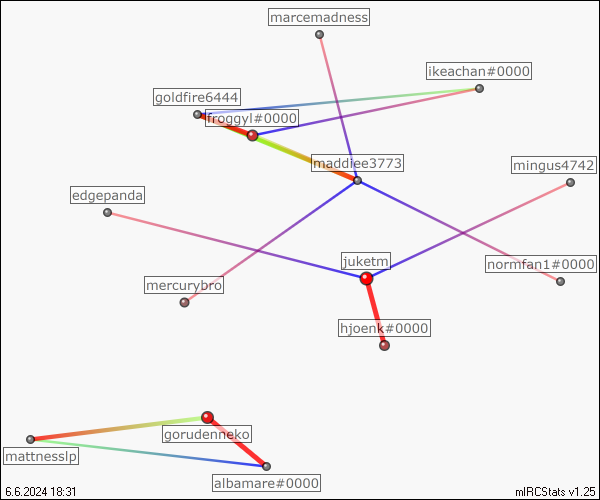 marcemadness
ikeachan#0000
goldfire6444
froggyl#0000
maddiee3773
mingus4742
edgepanda
juketm
normfan1#0000
mercurybro
hjoenk#0000
gorudenneko
mattnesslp
albamare#0000
6.6.2024 18:31
mIRCStats v1.25